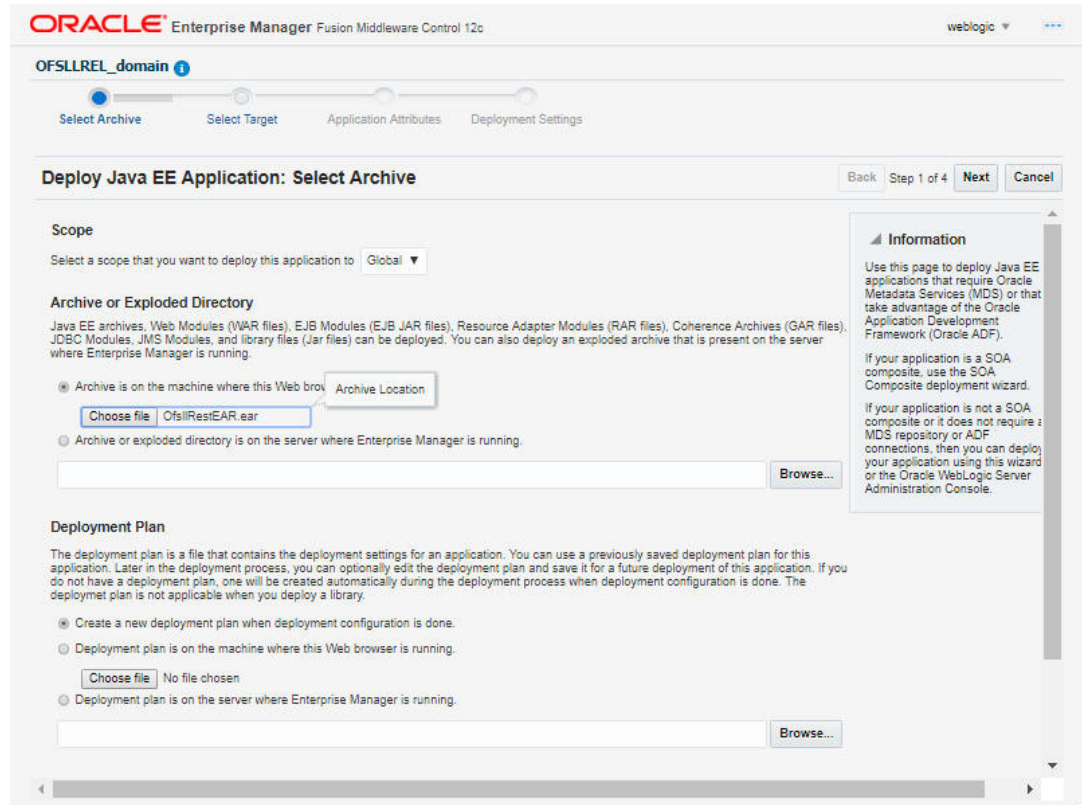 ORACLE Enterprise Manager Fusion Middleware Control 12c
weblogic
OFSLLREL_domain
Select Archive
Select Target
Application Attributes
Deployment Settings
Deploy Java EE Application: Select Archive
Back Step 1 of 4 Next Cancel
Scope
Select a scope that you want to deploy this application to Global
Archive or Exploded Directory
Java EE archives, Web Modules (WAR files), EJB Modules (EJB JAR files), Resource Adapter Modules (RAR files), Coherence Archives (GAR files),
JDBC Modules, JMS Modules, and library files (Jar files) can be deployed. You can also deploy an exploded archive that is present on the server
where Enterprise Manager is running.
Archive is on the machine where this Web brow
Archive Location
Choose file OfsllRestEAR.ear
Archive or exploded directory is on the server where Enterprise Manager is running.
Browse...
Deployment Plan
The deployment plan is a file that contains the deployment settings for an application. You can use a previously saved deployment plan for this
application. Later in the deployment process, you can optionally edit the deployment plan and save it for a future deployment of this application. If you
do not have a deployment plan, one will be created automatically during the deployment process when deployment configuration is done. The
deploymet plan is not applicable when you deploy a library.
Create a new deployment plan when deployment configuration is done.
Deployment plan is on the machine where this Web browser is running.
Choose file No file chosen
Deployment plan is on the server where Enterprise Manager is running.
Browse...
Information
Use this page to deploy Java EE
applications that require Oracle
Metadata Services (MDS) or that
take advantage of the Oracle
Application Development
Framework (Oracle ADF).
If your application is a SOA
composite, use the SOA
Composite deployment wizard.
If your application is not a SOA
composite or it does not require a
MDS repository or ADF
connections, then you can deploy
your application using this wizard
or the Oracle WebLogic Server
Administration Console.